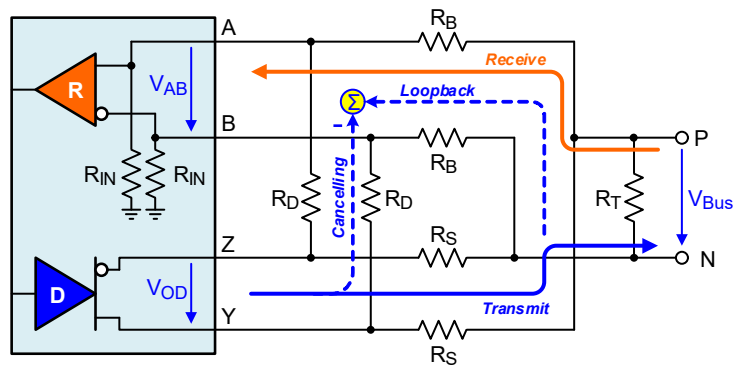 A
R_B
Receive
R
V_AB
Σ
Loopback
B
–
P
R_IN
R_IN
R_B
R_D
Cancelling
R_D
R_T
V_Bus
Z
R_S
N
D
V_OD
Y
Transmit
R_S